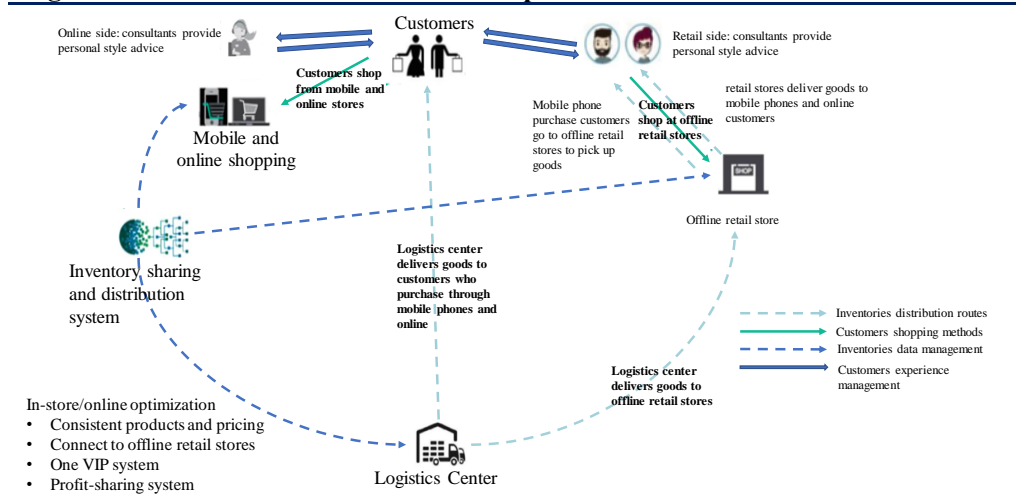 Customers
Online side: consultants provide
personal style advice
Retail side: consultants provide
personal style advice
Customers shop
from mobile and
online stores
Mobile and
online shopping
Mobile phone
purchase customers
go to offline retail
stores to pick up
goods
Customers
shop at offline
retail stores
retail stores deliver goods to
mobile phones and online
customers
SHOP
Offline retail store
Inventory sharing
and distribution
system
Logistics center
delivers goods to
customers who
purchase through
mobile phones and
online
Inventories distribution routes
Customers shopping methods
Inventories data management
Customers experience
management
Logistics center
delivers goods to
offline retail stores
In-store/online optimization
• Consistent products and pricing
• Connect to offline retail stores
• One VIP system
• Profit-sharing system
Logistics Center